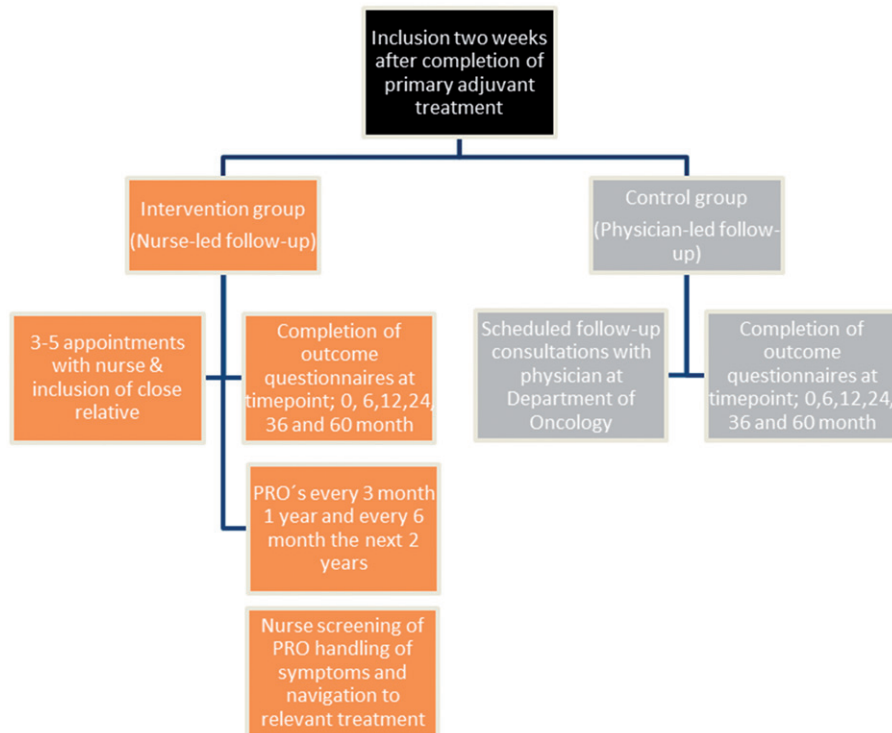 Inclusion two weeks
after completion of
primary adjuvant
treatment
Intervention group
(Nurse-led follow-up)
Control group
(Physician-led follow-
up)
3-5 appointments
with nurse &
inclusion of close
relative
Completion of
outcome
questionnaires at
timepoint; 0, 6,12,24,
36 and 60 month
Scheduled follow-up
consultations with
physician at
Department of
Oncology
Completion of
outcome
questionnaires at
timepoint; 0,6,12,24,
36 and 60 month
PRO´s every 3 month
1 year and every 6
month the next 2
years
Nurse screening of
PRO handling of
symptoms and
navigation to
relevant treatment